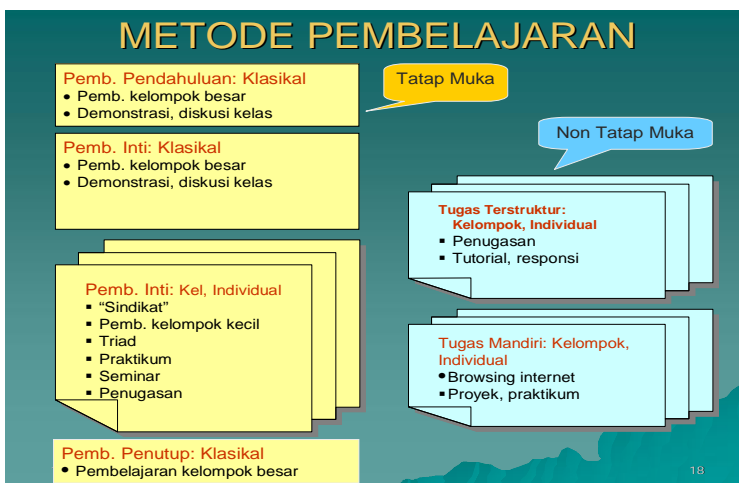 METODE PEMBELAJARAN
Pemb. Pendahuluan: Klasikal
• Pemb. kelompok besar
• Demonstrasi, diskusi kelas
Tatap Muka
Pemb. Inti: Klasikal
• Pemb. kelompok besar
• Demonstrasi, diskusi kelas
Non Tatap Muka
Pemb. Inti: Kel, Individual
▪ “Sindikat”
▪ Pemb. kelompok kecil
▪ Triad
▪ Praktikum
▪ Seminar
▪ Penugasan
Tugas Terstruktur:
Kelompok, Individual
▪ Penugasan
▪ Tutorial, responsi
Tugas Mandiri: Kelompok,
Individual
•Browsing internet
▪Proyek, praktikum
Pemb. Penutup: Klasikal
• Pembelajaran kelompok besar
18